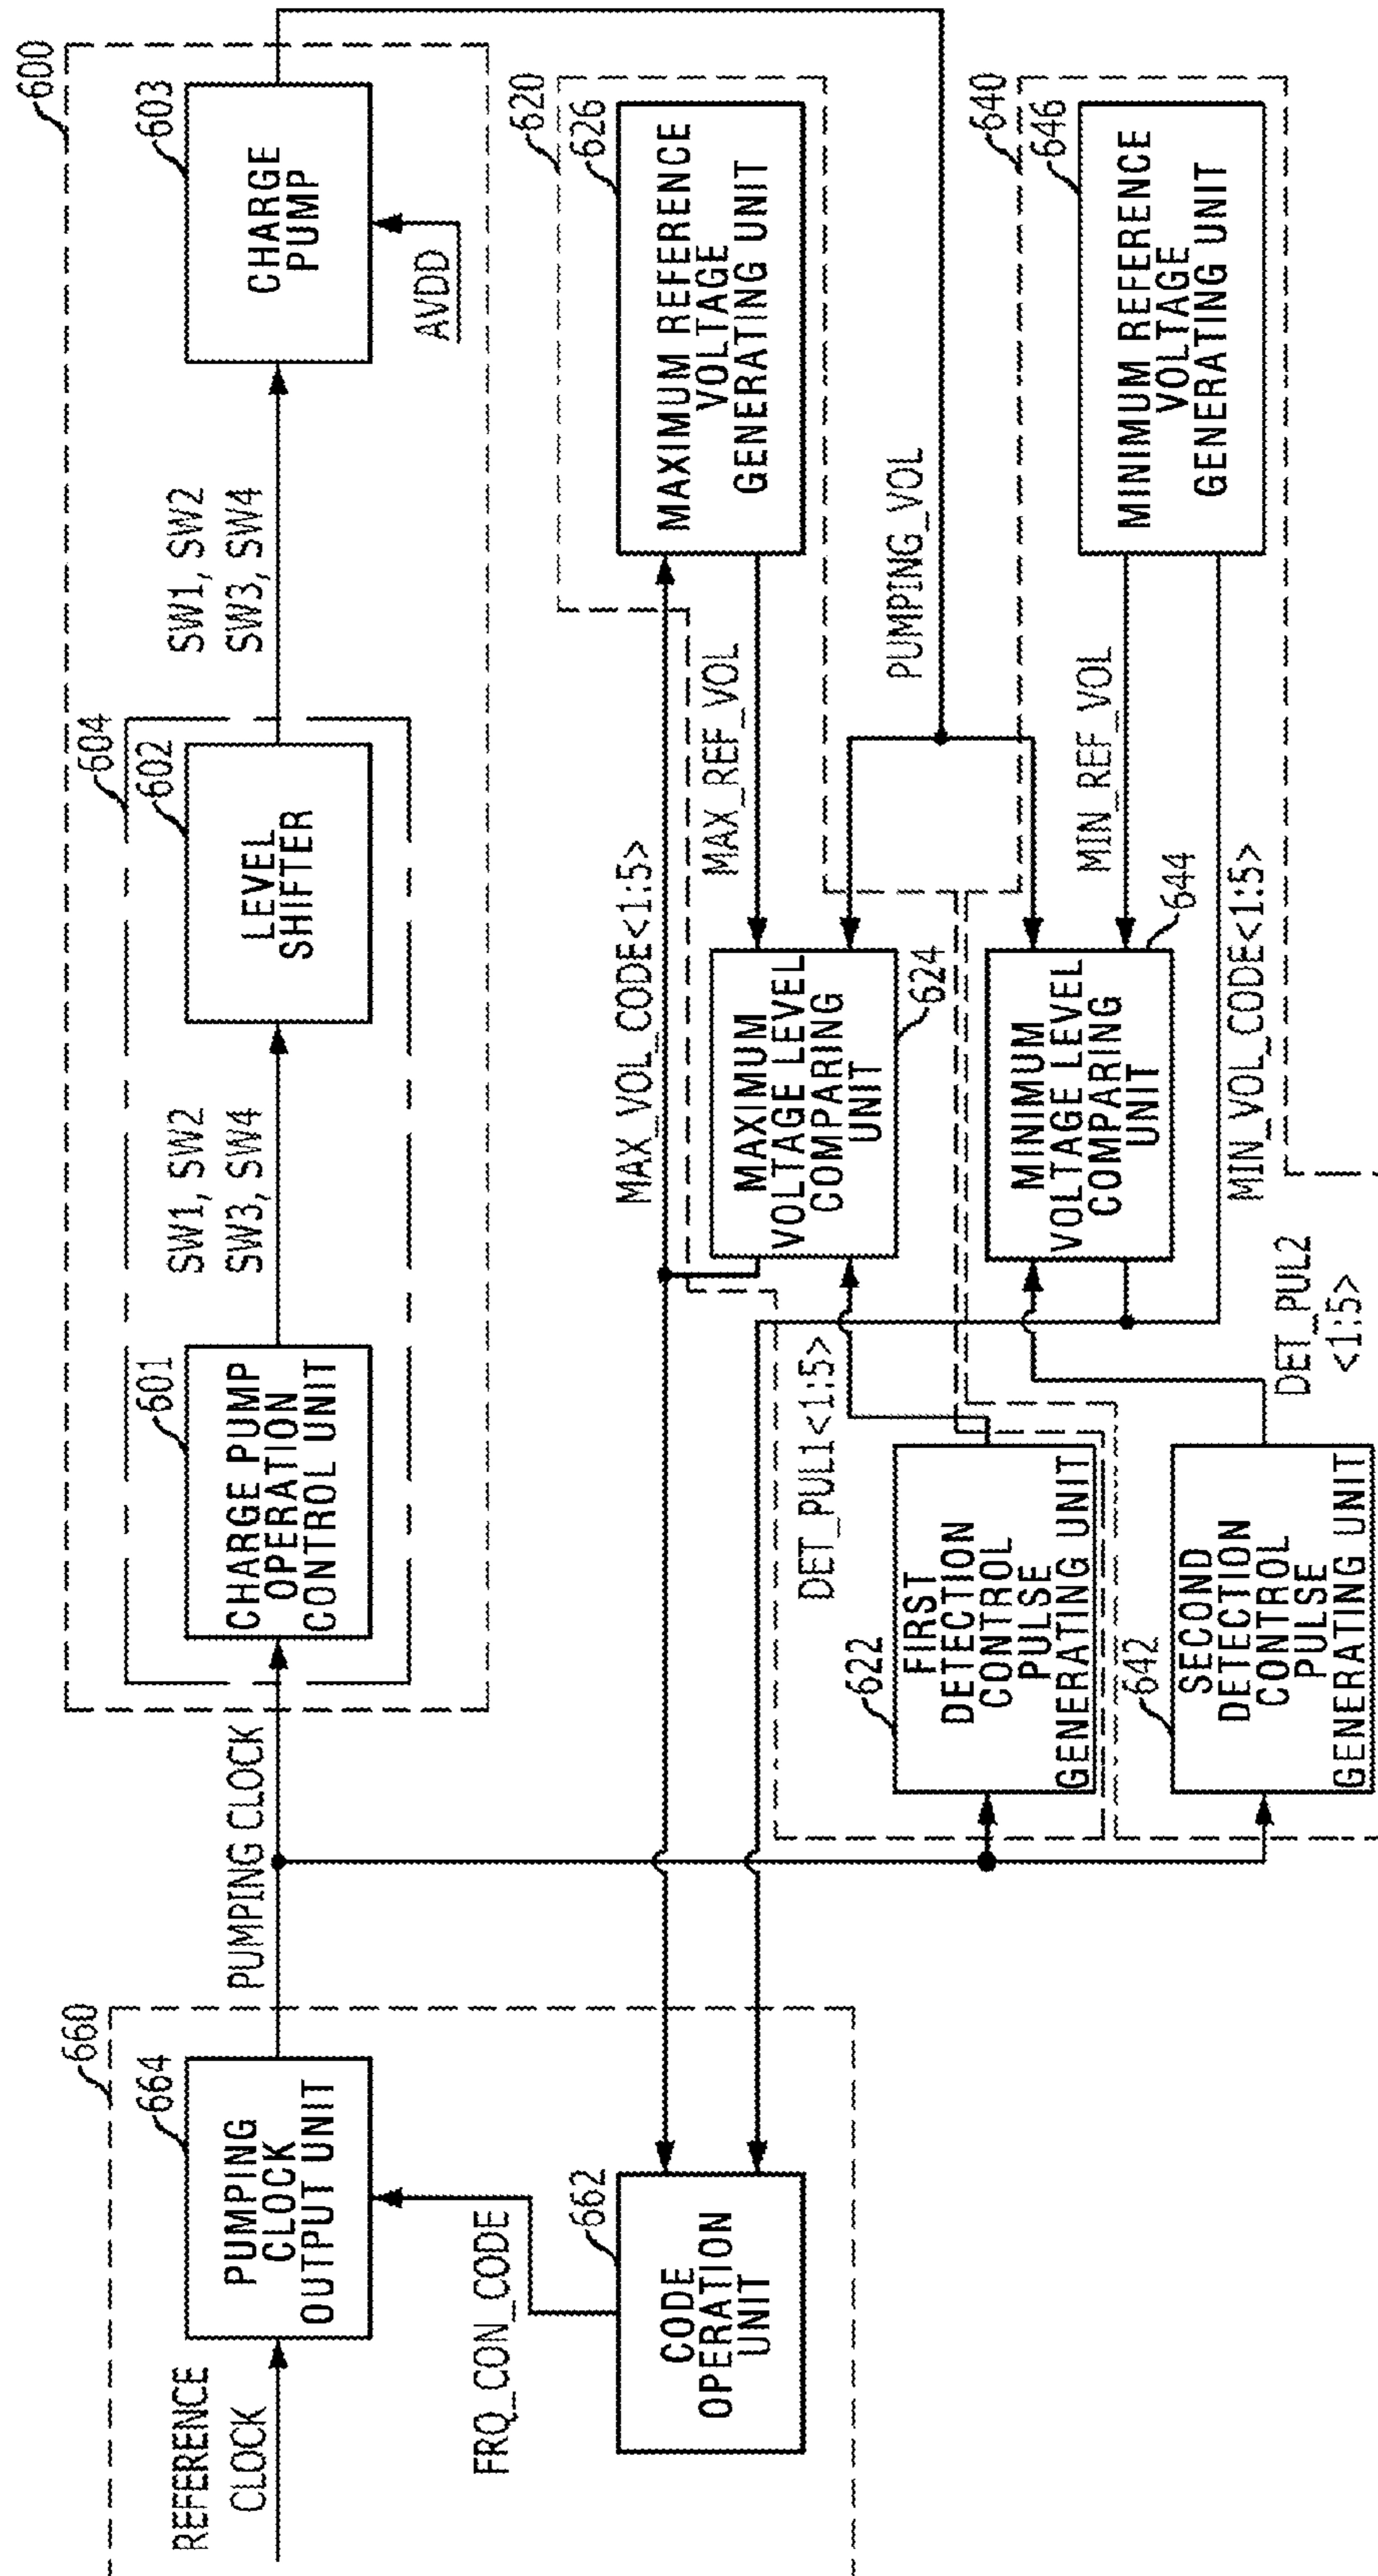 600
603
CHARGE
PUMP
AVDD
SW1, SW2
SW3, SW4
604
602
LEVEL
SHIFTER
SW1, SW2
SW3, SW4
601
CHARGE PUMP
OPERATION
CONTROL UNIT
PUMPING CLOCK
660
664
PUMPING
CLOCK
OUTPUT UNIT
REFERENCE
CLOCK
FRQ_CON_CODE
662
CODE
OPERATION
UNIT
620
626
MAXIMUM REFERENCE
VOLTAGE
GENERATING UNIT
MAX_VOL_CODE<1:5>
MAX_REF_VOL
PUMPING_VOL
MAXIMUM
VOLTAGE LEVEL
COMPARING
UNIT
624
DET_PUL1<1:5>
622
FIRST
DETECTION
CONTROL
PULSE
GENERATING UNIT
640
646
MINIMUM REFERENCE
VOLTAGE
GENERATING UNIT
MIN_REF_VOL
644
MINIMUM
VOLTAGE LEVEL
COMPARING
UNIT
MIN_VOL_CODE<1:5>
DET_PUL2
<1:5>
642
SECOND
DETECTION
CONTROL
PULSE
GENERATING UNIT